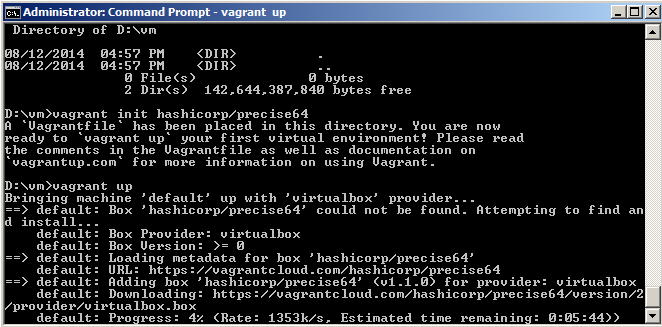 Administrator: Command Prompt - vagrant up
Directory of D:\vm
08/12/2014 04:57 PM <DIR> .
08/12/2014 04:57 PM <DIR> ..
0 File(s) 0 bytes
2 Dir(s) 142,644,387,840 bytes free
D:\vm>vagrant init hashicorp/precise64
A `Vagrantfile` has been placed in this directory. You are now
ready to `vagrant up` your first virtual environment! Please read
the comments in the Vagrantfile as well as documentation on
`vagrantup.com` for more information on using Vagrant.
D:\vm>vagrant up
Bringing machine 'default' up with 'virtualbox' provider...
==> default: Box 'hashicorp/precise64' could not be found. Attempting to find an
d install...
default: Box Provider: virtualbox
default: Box Version: >= 0
==> default: Loading metadata for box 'hashicorp/precise64'
default: URL: https://vagrantcloud.com/hashicorp/precise64
==> default: Adding box 'hashicorp/precise64' (v1.1.0) for provider: virtualbox
default: Downloading: https://vagrantcloud.com/hashicorp/precise64/version/2
/provider/virtualbox.box
default: Progress: 4% (Rate: 1353k/s, Estimated time remaining: 0:05:44))